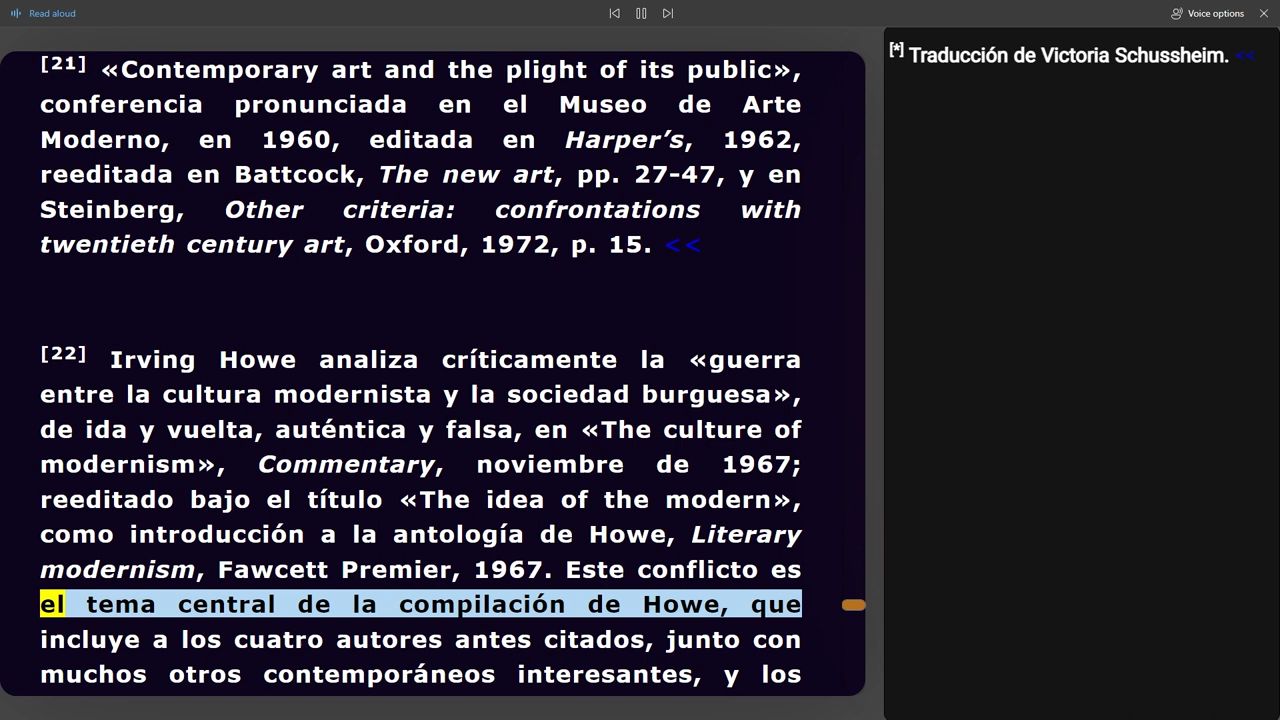 Read aloud
Voice options
[21] «Contemporary art and the plight of its public»,
conferencia pronunciada en el Museo de Arte
Moderno, en 1960, editada en Harper’s, 1962,
reeditada en Battcock, The new art, pp. 27-47, y en
Steinberg, Other criteria: confrontations with
twentieth century art, Oxford, 1972, p. 15. <<
[22] Irving Howe analiza críticamente la «guerra
entre la cultura modernista y la sociedad burguesa»,
de ida y vuelta, auténtica y falsa, en «The culture of
modernism», Commentary, noviembre de 1967;
reeditado bajo el título «The idea of the modern»,
como introducción a la antología de Howe, Literary
modernism, Fawcett Premier, 1967. Este conflicto es
el tema central de la compilación de Howe, que
incluye a los cuatro autores antes citados, junto con
muchos otros contemporáneos interesantes, y los
[*] Traducción de Victoria Schussheim. <<